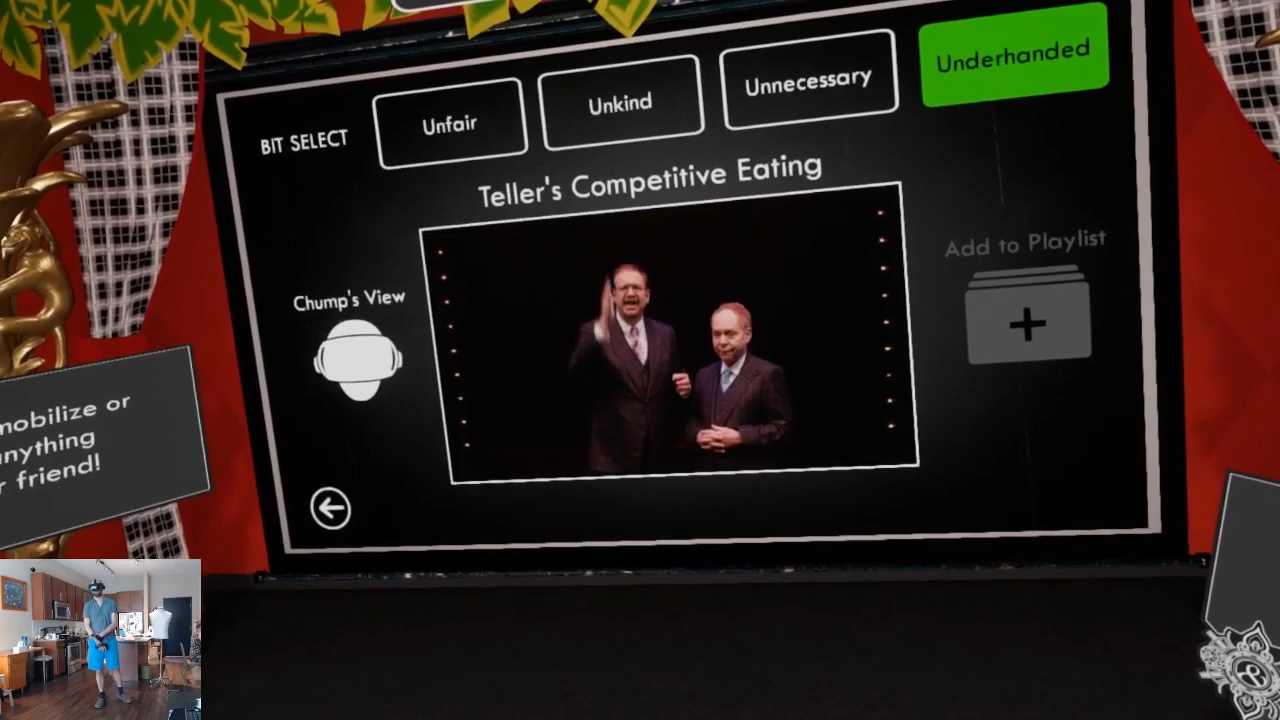 Unfair
Unkind
Unnecessary
Underhanded
BIT SELECT
Teller's Competitive Eating
Chump's View
Add to Playlist
mobilize or
anything
friend!